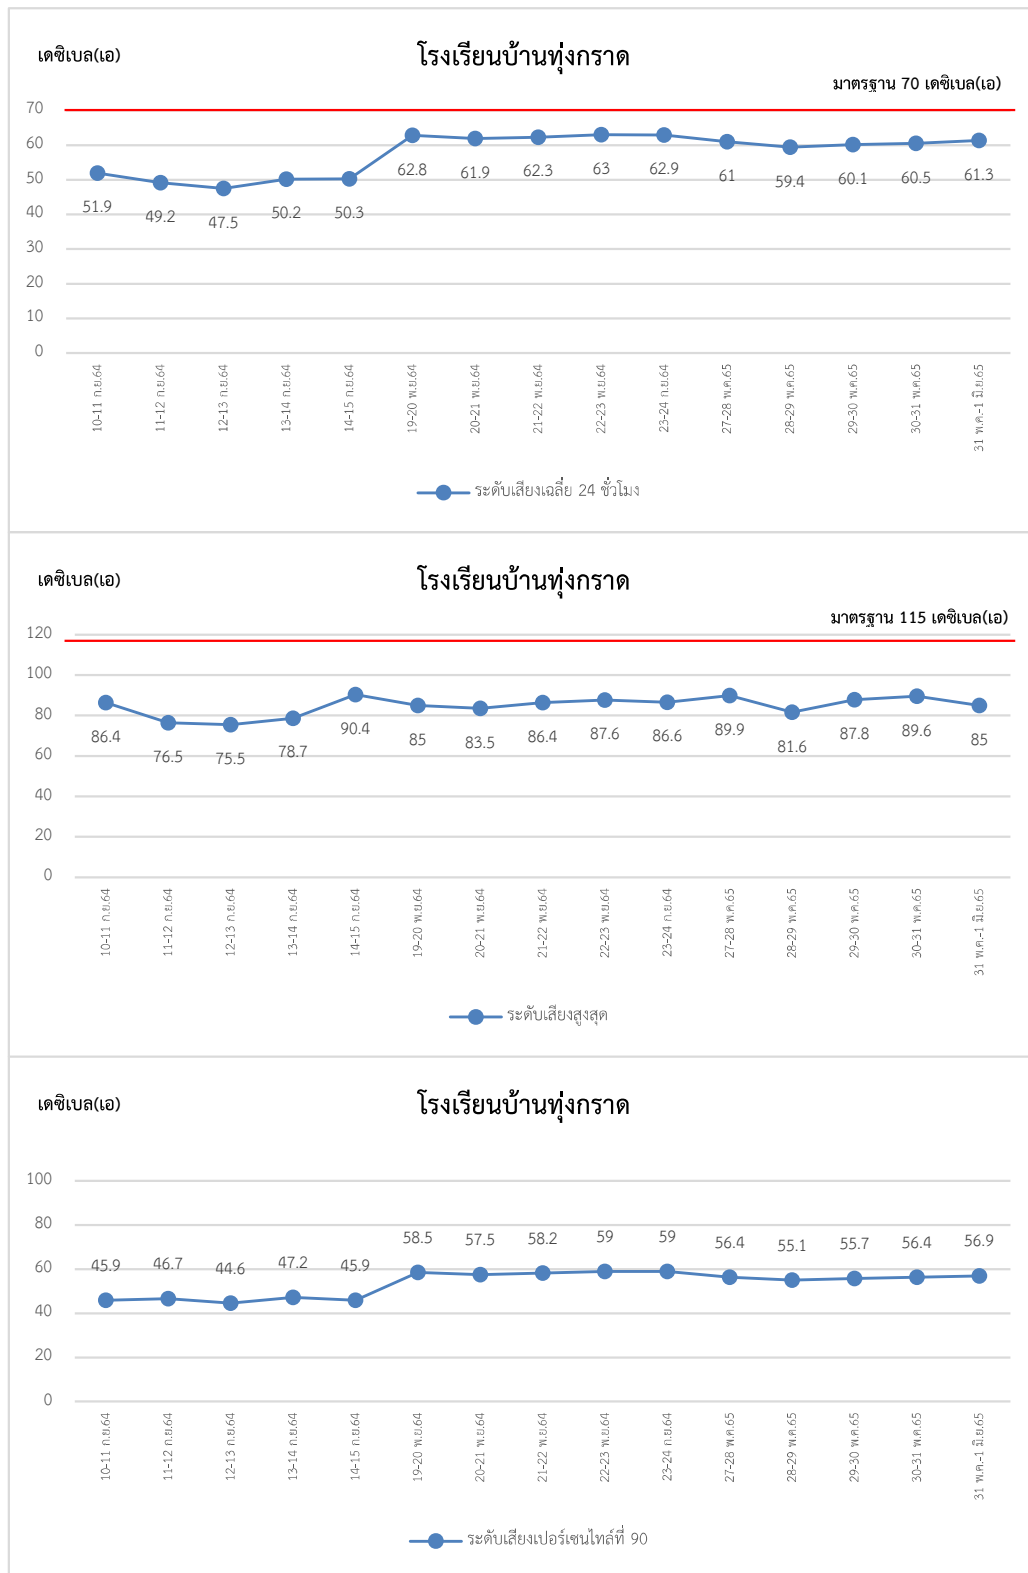 เดซิเบล(เอ)
โรงเรียนบ้านทุ่งกราด
มาตรฐาน 70 เดซิเบล(เอ)
70
60
50
40
30
20
10
0
51.9
49.2
47.5
50.2
50.3
62.8
61.9
62.3
63
62.9
61
59.4
60.1
60.5
61.3
10-11 ก.ย.64
11-12 ก.ย.64
12-13 ก.ย.64
13-14 ก.ย.64
14-15 ก.ย.64
19-20 พ.ย.64
20-21 พ.ย.64
21-22 พ.ย.64
22-23 พ.ย.64
23-24 ก.ย.64
27-28 พ.ค.65
28-29 พ.ค.65
29-30 พ.ค.65
30-31 พ.ค.65
31 พ.ค.-1 มิ.ย.65
ระดับเสียงเฉลี่ย 24 ชั่วโมง
เดซิเบล(เอ)
โรงเรียนบ้านทุ่งกราด
มาตรฐาน 115 เดซิเบล(เอ)
120
100
80
60
40
20
0
86.4
76.5
75.5
78.7
90.4
85
83.5
86.4
87.6
86.6
89.9
81.6
87.8
89.6
85
10-11 ก.ย.64
11-12 ก.ย.64
12-13 ก.ย.64
13-14 ก.ย.64
14-15 ก.ย.64
19-20 พ.ย.64
20-21 พ.ย.64
21-22 พ.ย.64
22-23 พ.ย.64
23-24 ก.ย.64
27-28 พ.ค.65
28-29 พ.ค.65
29-30 พ.ค.65
30-31 พ.ค.65
31 พ.ค.-1 มิ.ย.65
ระดับเสียงสูงสุด
เดซิเบล(เอ)
โรงเรียนบ้านทุ่งกราด
100
80
60
40
20
0
45.9
46.7
44.6
47.2
45.9
58.5
57.5
58.2
59
59
56.4
55.1
55.7
56.4
56.9
10-11 ก.ย.64
11-12 ก.ย.64
12-13 ก.ย.64
13-14 ก.ย.64
14-15 ก.ย.64
19-20 พ.ย.64
20-21 พ.ย.64
21-22 พ.ย.64
22-23 พ.ย.64
23-24 ก.ย.64
27-28 พ.ค.65
28-29 พ.ค.65
29-30 พ.ค.65
30-31 พ.ค.65
31 พ.ค.-1 มิ.ย.65
ระดับเสียงเปอร์เซนไทล์ที่ 90